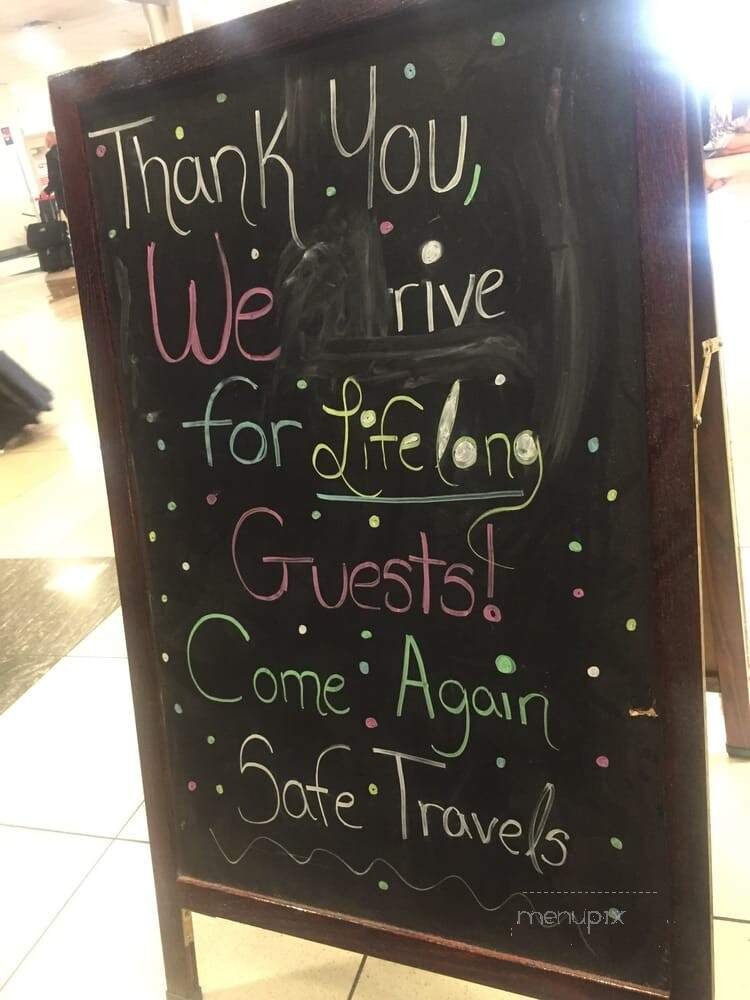 Thank You,
We rive
for Lifelong
Guests!
Come Again
Safe Travels
menupix